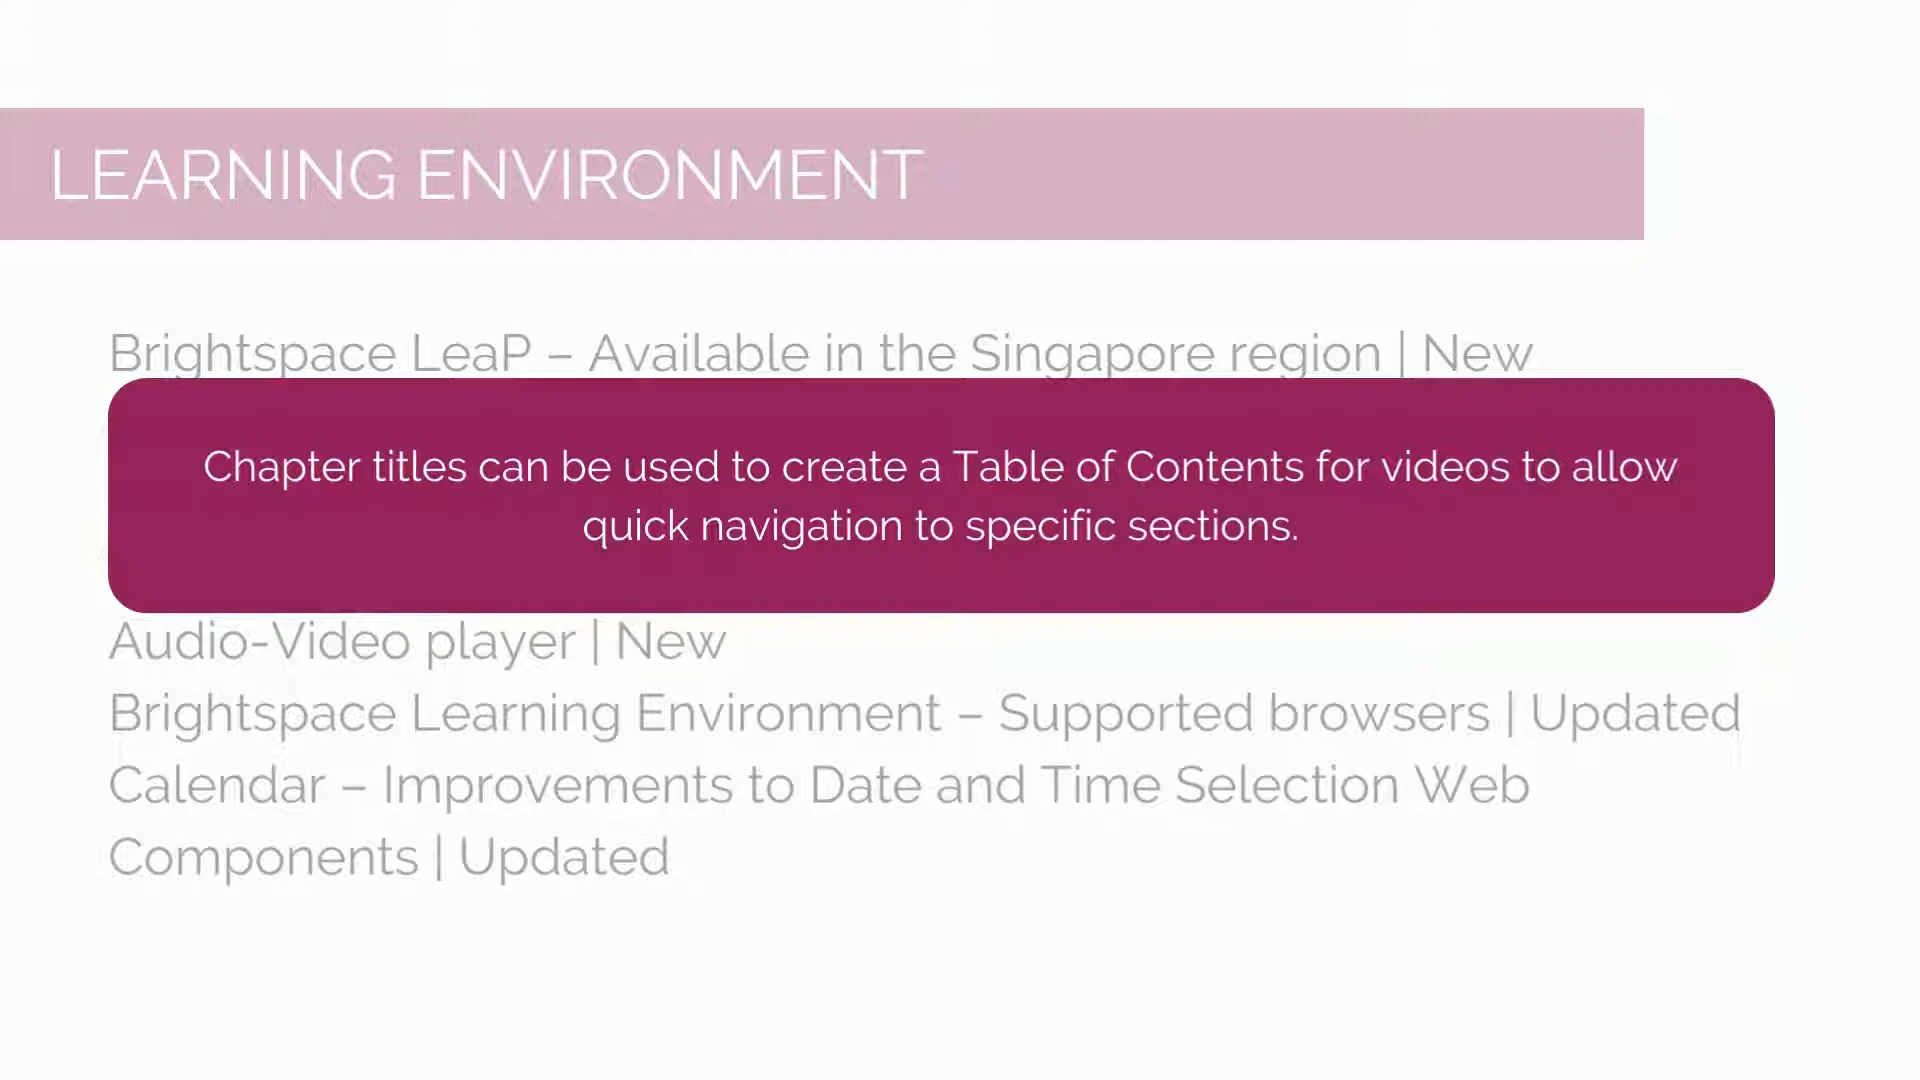 LEARNING ENVIRONMENT
Brightspace LeaP – Available in the Singapore region | New
Chapter titles can be used to create a Table of Contents for videos to allow
quick navigation to specific sections.
Audio-Video player | New
Brightspace Learning Environment – Supported browsers | Updated
Calendar – Improvements to Date and Time Selection Web
Components | Updated